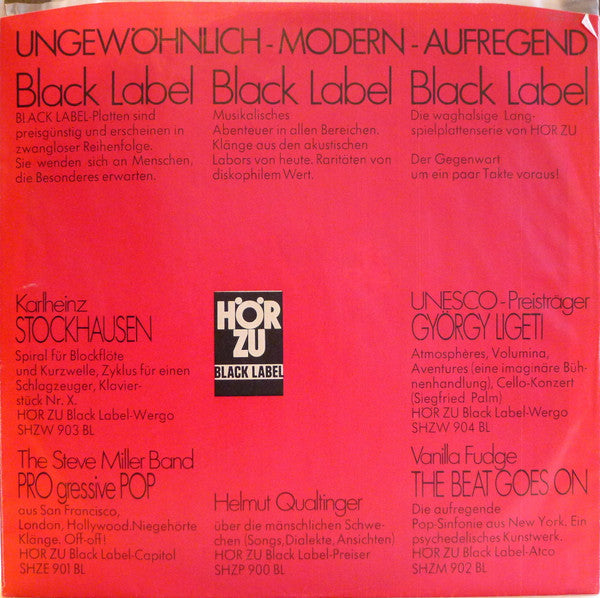 UNGEWÖHNLICH-MODERN-AUFREGEND
Black Label
BLACK LABEL-Platten sind
preisgünstig und erscheinen in
zwangloser Reihenfolge.
Sie wenden sich an Menschen,
die Besonderes erwarten.
Black Label
Musikalisches
Abenteuer in allen Bereichen.
Klänge aus den akustischen
Labors von heute. Raritäten von
diskophilem Wert.
Black Label
Die waghalsige Lang-
spielplattenserie von HÖR ZU
Der Gegenwart
um ein paar Takte voraus!
Karlheinz
STOCKHAUSEN
Spiral für Blockflöte
und Kurzwelle, Zyklus für einen
Schlagzeuger, Klavier-
stück Nr. X.
HÖR ZU Black Label-Wergo
SHZW 903 BL
HÖR
ZU
BLACK LABEL
UNESCO-Preisträger
GYÖRGY LIGETI
Atmosphères, Volumina,
Aventures (eine imaginäre Büh-
nenhandlung), Cello-Konzert
(Siegfried Palm)
HÖR ZU Black Label-Wergo
SHZW 904 BL
The Steve Miller Band
PRO gressive POP
aus San Francisco,
London, Hollywood. Niegehörte
Klänge. Off-off!
HÖR ZU Black Label-Capitol
SHZE 901 BL
Helmut Qualtinger
über die mänschlichen Schwe-
chen (Songs, Dialekte, Ansichten)
HÖR ZU Black Label-Preiser
SHZP 900 BL
Vanilla Fudge
THE BEAT GOES ON
Die aufregende
Pop-Sinfonie aus New York. Ein
psychedelisches Kunstwerk.
HÖR ZU Black Label-Atco
SHZM 902 BL